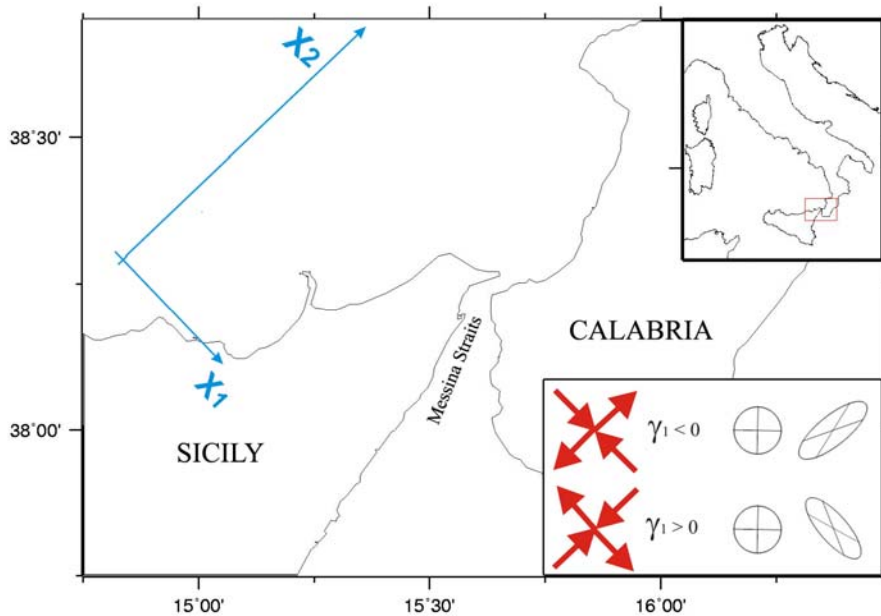 X2
38°30'
X1
Messina Straits
CALABRIA
38°00'
SICILY
γ1 < 0
γ1 > 0
15°00'
15°30'
16°00'